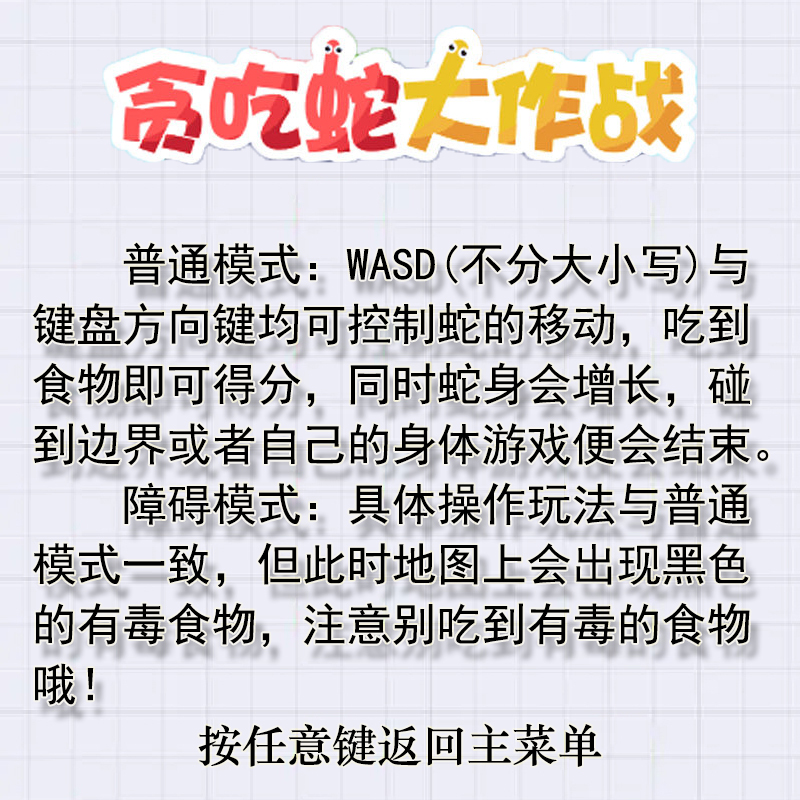 贪吃蛇大作战
普通模式：WASD(不分大小写)与
键盘方向键均可控制蛇的移动，吃到
食物即可得分，同时蛇身会增长，碰
到边界或者自己的身体游戏便会结束。
障碍模式：具体操作玩法与普通
模式一致，但此时地图上会出现黑色
的有毒食物，注意别吃到有毒的食物
哦！
按任意键返回主菜单